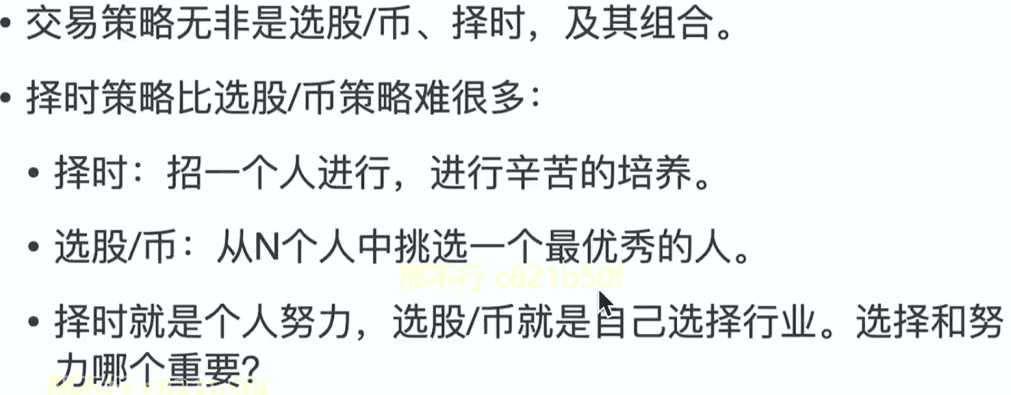 • 交易策略无非是选股/币、择时，及其组合。
• 择时策略比选股/币策略难很多：
• 择时：招一个人进行，进行辛苦的培养。
• 选股/币：从N个人中挑选一个最优秀的人。
邢不行 c821b50f
• 择时就是个人努力，选股/币就是自己选择行业。选择和努
力哪个重要？
邢不行 c821b50f